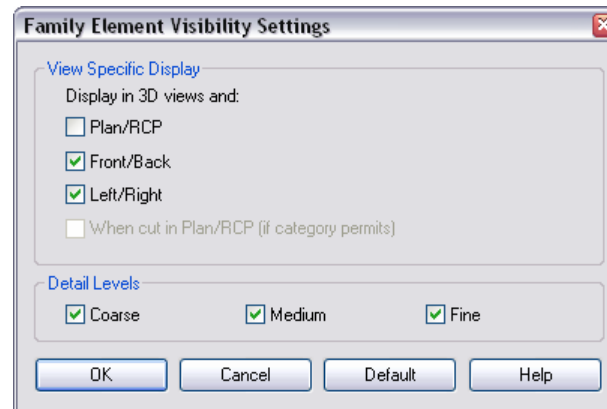 Family Element Visibility Settings
View Specific Display
Display in 3D views and:
Plan/RCP
Front/Back
Left/Right
When cut in Plan/RCP (if category permits)
Detail Levels
Coarse Medium Fine
OK Cancel Default Help